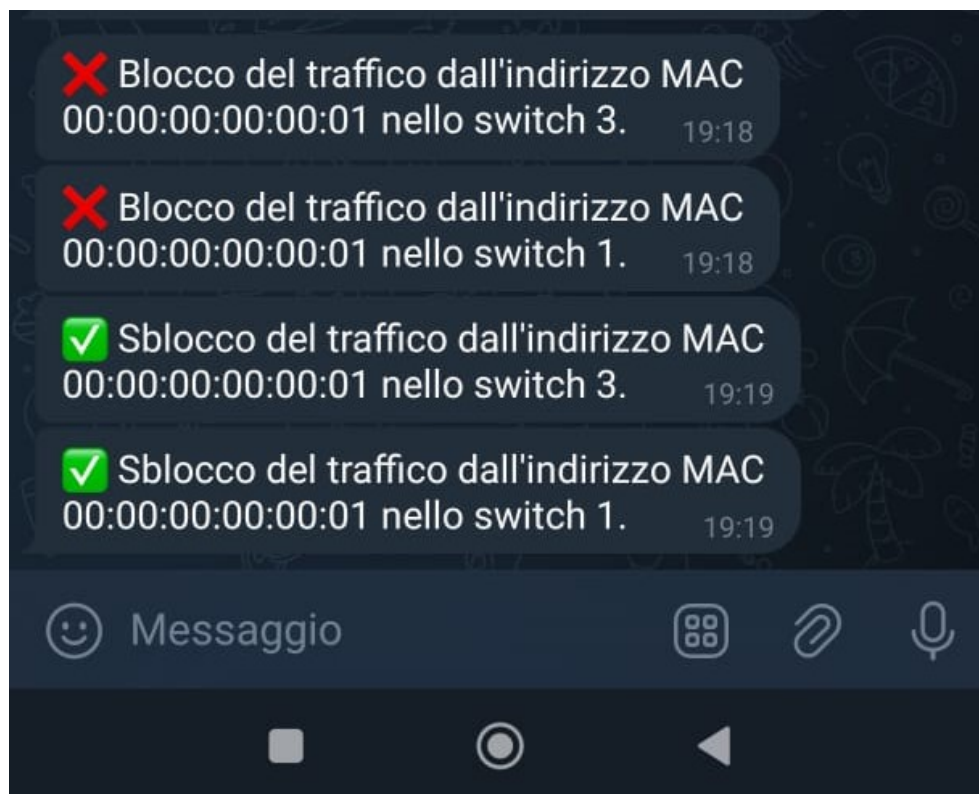 ❌ Blocco del traffico dall'indirizzo MAC
00:00:00:00:00:01 nello switch 3. 19:18
❌ Blocco del traffico dall'indirizzo MAC
00:00:00:00:00:01 nello switch 1. 19:18
✅ Sblocco del traffico dall'indirizzo MAC
00:00:00:00:00:01 nello switch 3. 19:19
✅ Sblocco del traffico dall'indirizzo MAC
00:00:00:00:00:01 nello switch 1. 19:19
Messaggio